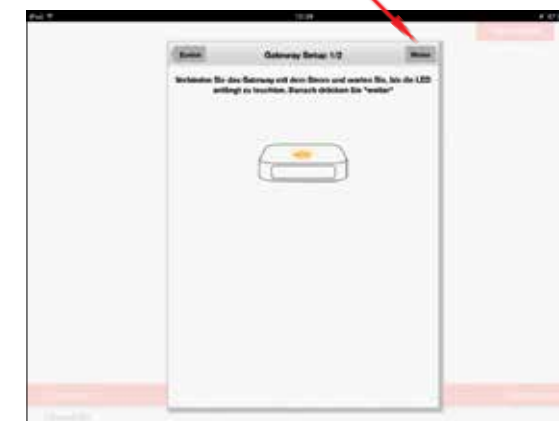 iPad
Zurück Gateway Setup 1/2 Weiter
Verbinden Sie das Gateway mit dem Strom und warten Sie, bis die LED
anfängt zu leuchten. Danach drücken Sie "weiter"